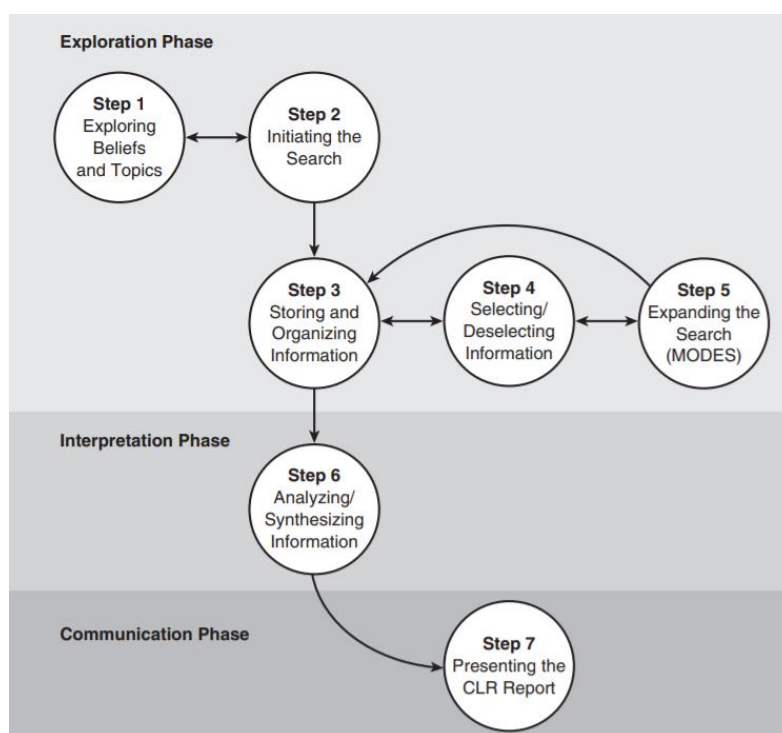 Exploration Phase
Step 1
Exploring
Beliefs
and Topics
Step 2
Initiating the
Search
Step 3
Storing and
Organizing
Information
Step 4
Selecting/
Deselecting
Information
Step 5
Expanding the
Search
(MODES)
Interpretation Phase
Step 6
Analyzing/
Synthesizing
Information
Communication Phase
Step 7
Presenting the
CLR Report